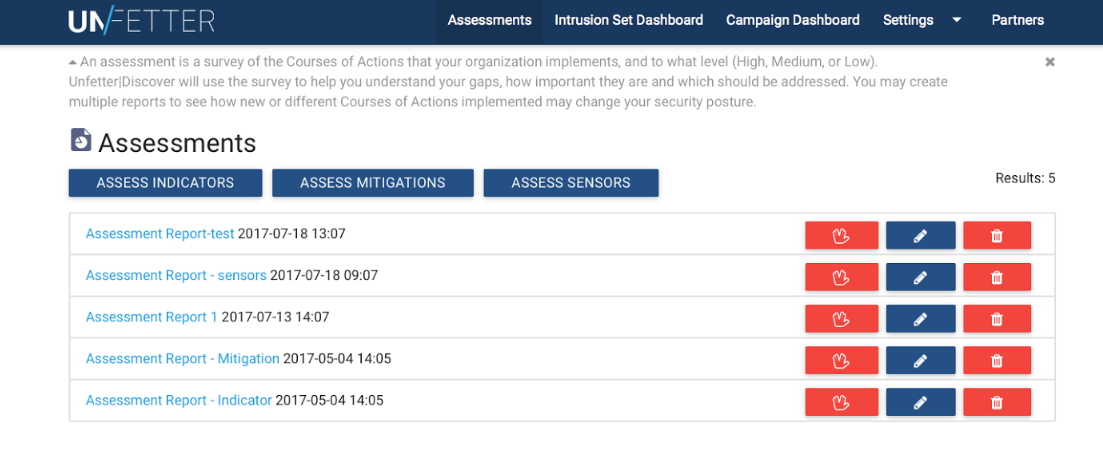 UNFETTER
Assessments Intrusion Set Dashboard Campaign Dashboard Settings Partners
An assessment is a survey of the Courses of Actions that your organization implements, and to what level (High, Medium, or Low).
Unfetter|Discover will use the survey to help you understand your gaps, how important they are and which should be addressed. You may create
multiple reports to see how new or different Courses of Actions implemented may change your security posture.
Assessments
ASSESS INDICATORS ASSESS MITIGATIONS ASSESS SENSORS
Results: 5
Assessment Report-test 2017-07-18 13:07
Assessment Report - sensors 2017-07-18 09:07
Assessment Report 1 2017-07-13 14:07
Assessment Report - Mitigation 2017-05-04 14:05
Assessment Report - Indicator 2017-05-04 14:05